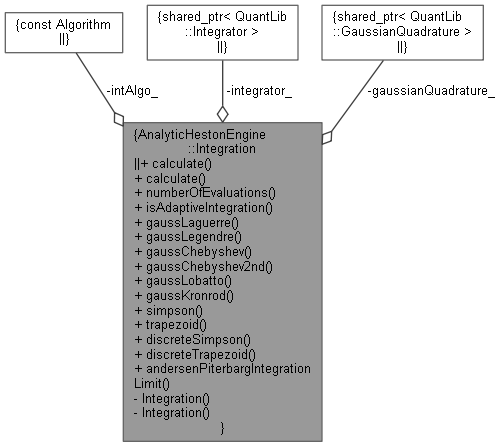 {const Algorithm
||}
{shared_ptr< QuantLib
::Integrator >
||}
{shared_ptr< QuantLib
::GaussianQuadrature >
||}
-intAlgo_
-integrator_
-gaussianQuadrature_
{AnalyticHestonEngine
::Integration
||+ calculate()
+ calculate()
+ numberOfEvaluations()
+ isAdaptiveIntegration()
+ gaussLaguerre()
+ gaussLegendre()
+ gaussChebyshev()
+ gaussChebyshev2nd()
+ gaussLobatto()
+ gaussKronrod()
+ simpson()
+ trapezoid()
+ discreteSimpson()
+ discreteTrapezoid()
+ andersenPiterbargIntegration
Limit()
- Integration()
- Integration()
}